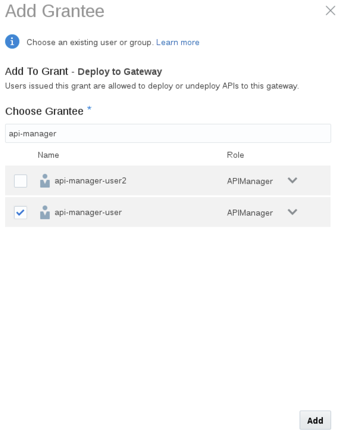 Add Grantee
Choose an existing user or group. Learn more
Add To Grant - Deploy to Gateway
Users issued this grant are allowed to deploy or undeploy APIs to this gateway.
Choose Grantee *
api-manager
Name Role
api-manager-user2 APIManager
api-manager-user APIManager
Add